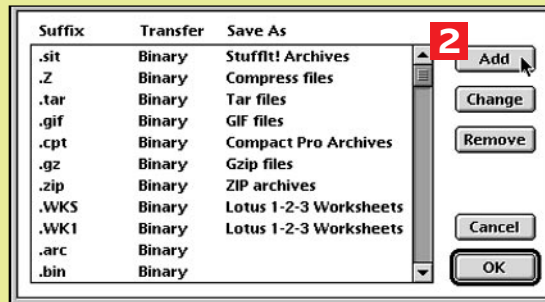 Suffix Transfer Save As
.sit Binary StuffIt! Archives
.Z Binary Compress files
.tar Binary Tar files
.gif Binary GIF files
.cpt Binary Compact Pro Archives
.gz Binary Gzip files
.zip Binary ZIP archives
.WKS Binary Lotus 1-2-3 Worksheets
.WK1 Binary Lotus 1-2-3 Worksheets
.arc Binary
.bin Binary
2
Add
Change
Remove
Cancel
OK